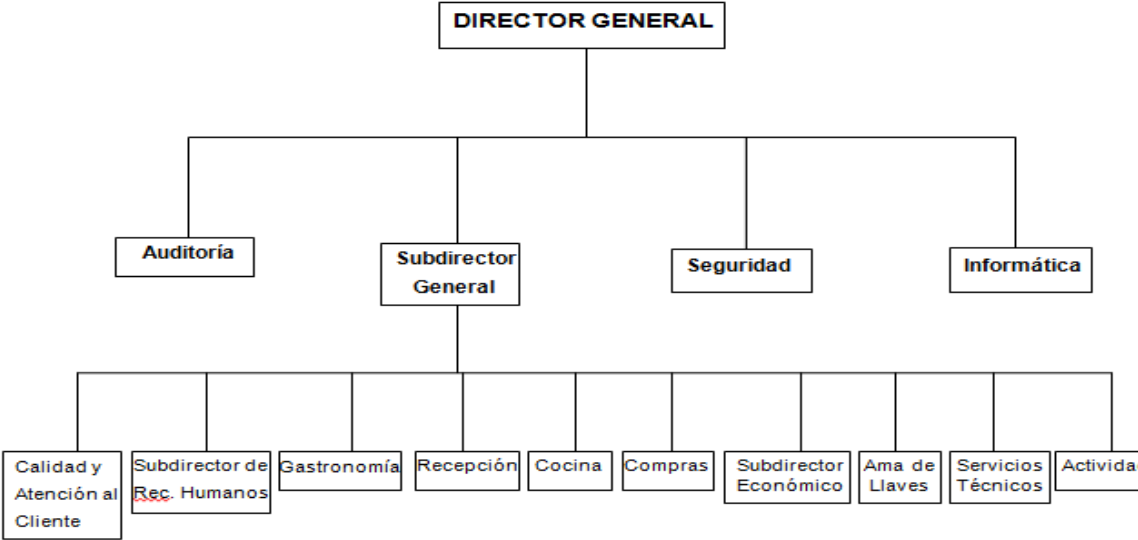 DIRECTOR GENERAL
Auditoría
Subdirector
General
Seguridad
Informática
Calidad y
Atención al
Cliente
Subdirector de
Rec. Humanos
Gastronomía
Recepción
Cocina
Compras
Subdirector
Económico
Ama de
Llaves
Servicios
Técnicos